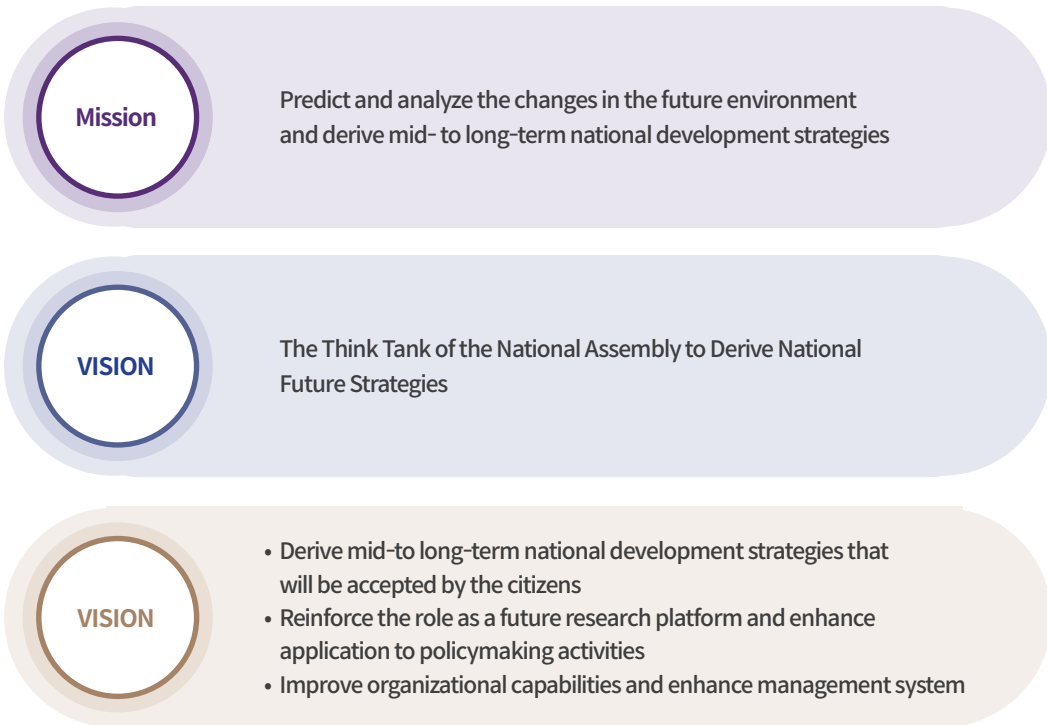 Mission
Predict and analyze the changes in the future environment
and derive mid- to long-term national development strategies
VISION
The Think Tank of the National Assembly to Derive National
Future Strategies
VISION
• Derive mid-to long-term national development strategies that
will be accepted by the citizens
• Reinforce the role as a future research platform and enhance
application to policymaking activities
• Improve organizational capabilities and enhance management system